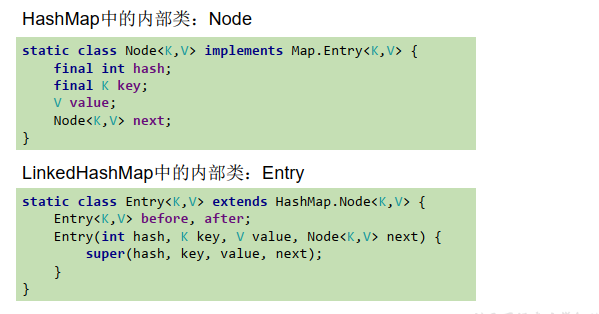 HashMap中的内部类：Node
static class Node<K,V> implements Map.Entry<K,V> {
    final int hash;
    final K key;
    V value;
    Node<K,V> next;
}
LinkedHashMap中的内部类：Entry
static class Entry<K,V> extends HashMap.Node<K,V> {
    Entry<K,V> before, after;
    Entry(int hash, K key, V value, Node<K,V> next) {
        super(hash, key, value, next);
    }
}